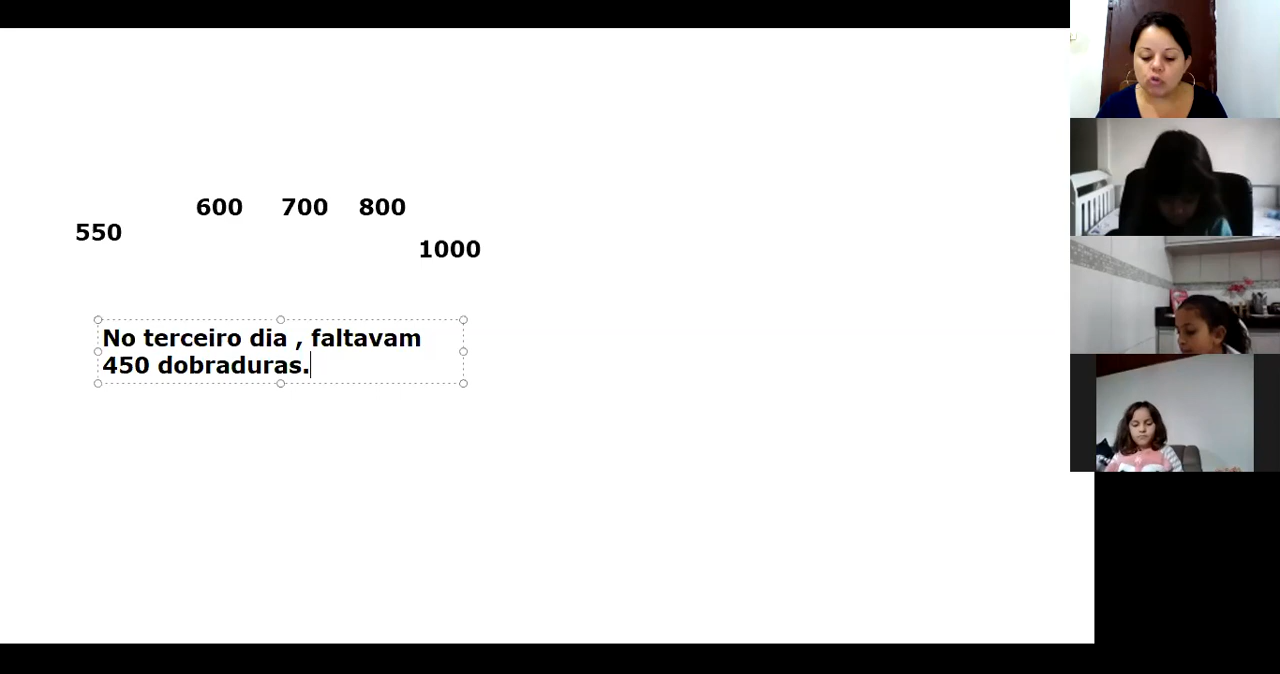 600 700 800
550
1000
No terceiro dia , faltavam
450 dobraduras.